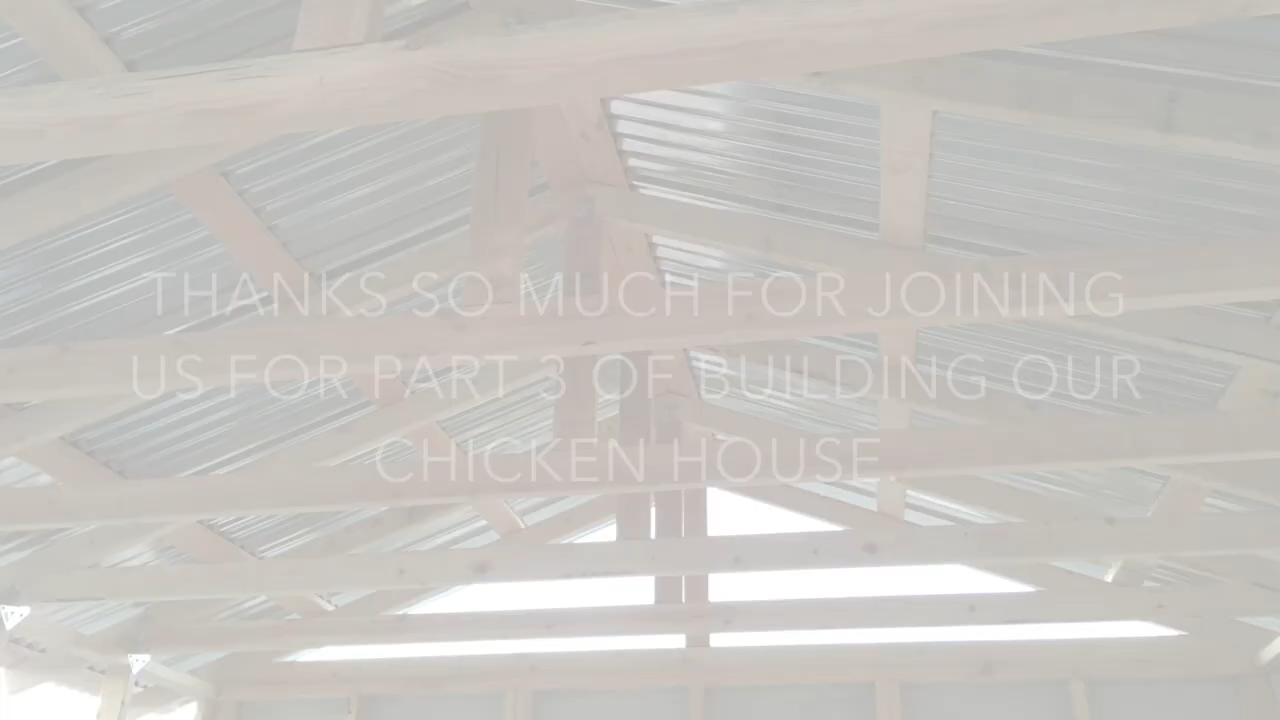 THANKS SO MUCH FOR JOINING
US FOR PART 3 OF BUILDING OUR
CHICKEN HOUSE.